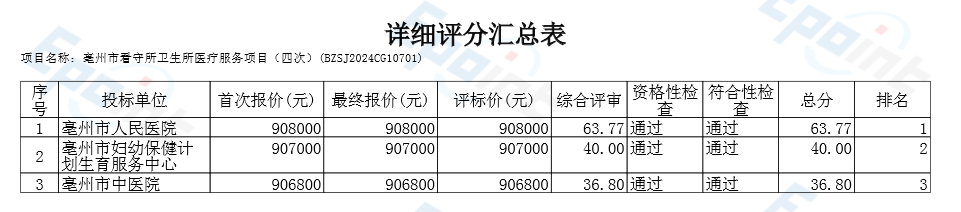 详细评分汇总表
项目名称：亳州市看守所卫生所医疗服务项目（四次）(BZSJ2024CG10701)
序号 投标单位 首次报价(元) 最终报价(元) 评标价(元) 综合评审 资格性检查 符合性检查 总分 排名
1 亳州市人民医院 908000 908000 908000 63.77 通过 通过 63.77 1
2 亳州市妇幼保健计划生育服务中心 907000 907000 907000 40.00 通过 通过 40.00 2
3 亳州市中医院 906800 906800 906800 36.80 通过 通过 36.80 3
Epoint
Epoint